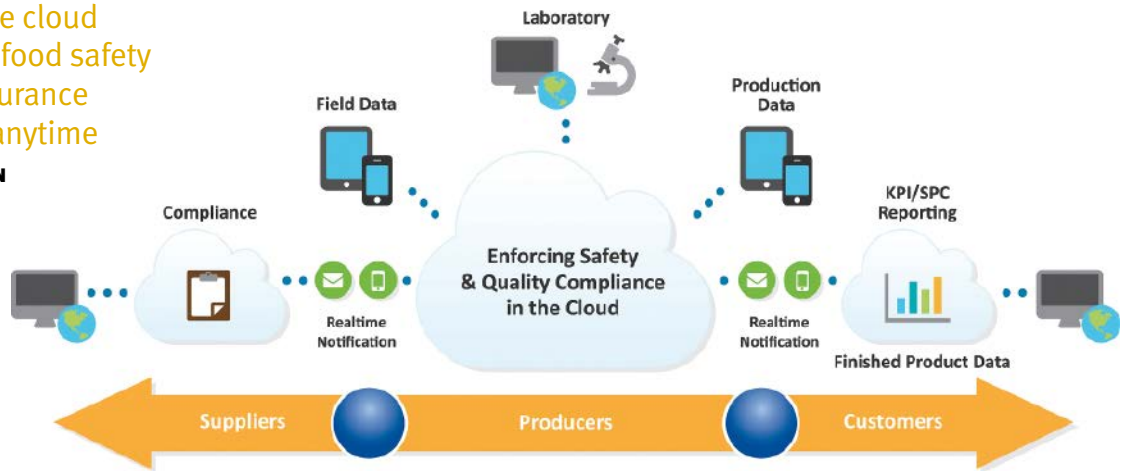 e cloud
food safety
urance
anytime
N
Laboratory
Field Data
Production
Data
Compliance
KPI/SPC
Reporting
Enforcing Safety
& Quality Compliance
in the Cloud
Realtime
Notification
Realtime
Notification
Finished Product Data
Suppliers
Producers
Customers